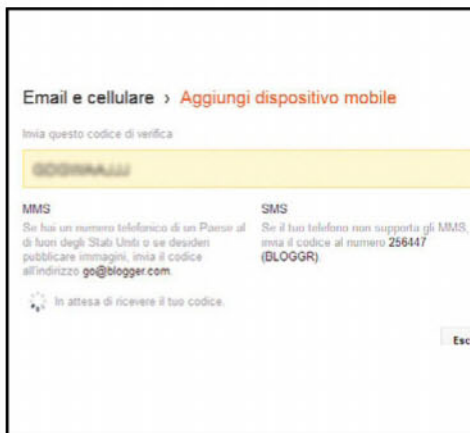 Email e cellulare › Aggiungi dispositivo mobile
Invia questo codice di verifica
MMS
Se hai un numero telefonico di un Paese al
di fuori degli Stati Uniti o se desideri
pubblicare immagini, invia il codice
all'indirizzo go@blogger.com.
SMS
Se il tuo telefono non supporta gli MMS,
invia il codice al numero 256447
(BLOGGR)
In attesa di ricevere il tuo codice.
Esc